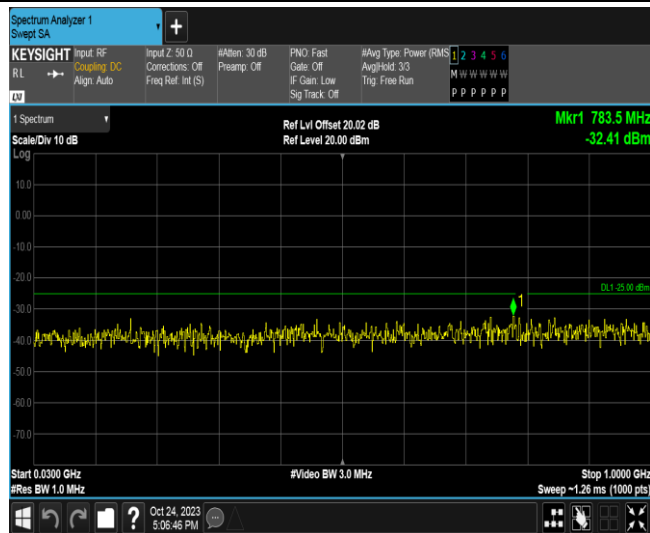 Spectrum Analyzer 1
Swept SA
+
KEYSIGHT
RL
Input: RF
Coupling: DC
Align: Auto
Input Z: 50 Ω
Corrections: Off
Freq Ref: Int (S)
#Atten: 30 dB
Preamp: Off
PNO: Fast
Gate: Off
IF Gain: Low
Sig Track: Off
#Avg Type: Power (RMS
Avg|Hold: 3/3
Trig: Free Run
1 2 3 4 5 6
M W W W W W
P P P P P P
1 Spectrum
Scale/Div 10 dB
Ref Lvl Offset 20.02 dB
Ref Level 20.00 dBm
Mkr1 783.5 MHz
-32.41 dBm
Log
10.0
0.00
-10.0
-20.0
DL1 -25.00 dBm
1
-30.0
-40.0
-50.0
-60.0
-70.0
Start 0.0300 GHz
#Video BW 3.0 MHz
Stop 1.0000 GHz
#Res BW 1.0 MHz
Sweep ~1.26 ms (1000 pts)
?
Oct 24, 2023
5:06:46 PM